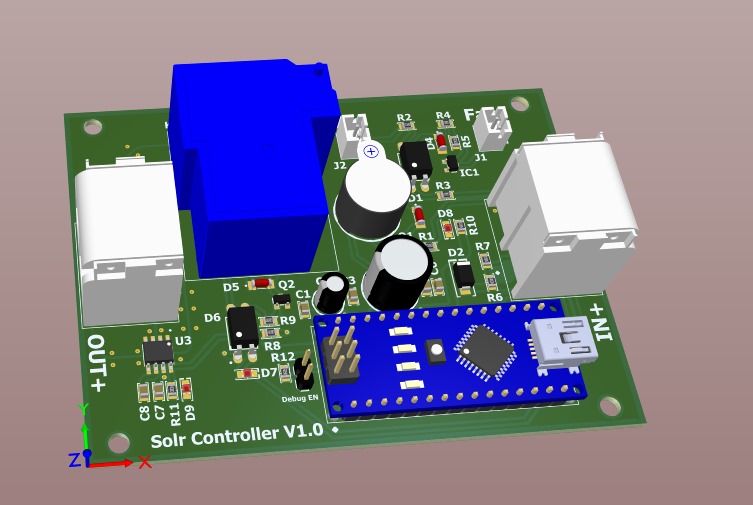 R2
R4
D4
R5
J2
J1
IC1
R3
D8
R10
R1
D2
R7
R6
D5
Q2
C1
D6
R9
R8
U3
R12
D7
Debug EN
OUT+
IN+
C8
C7
R11
D9
Solr Controller V1.0
Y
Z
X